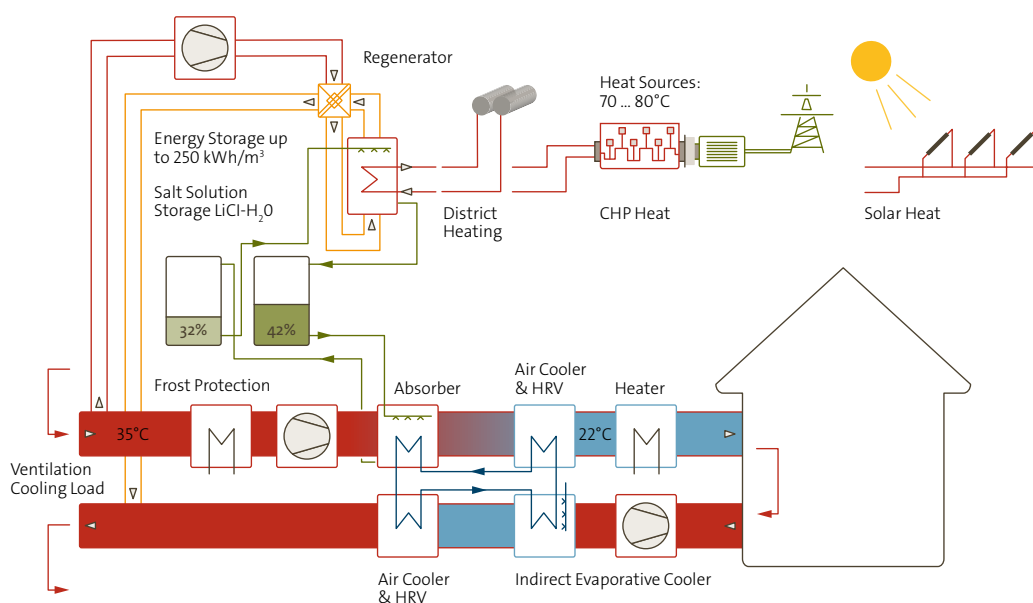 Regenerator
Energy Storage up
to 250 kWh/m³
Salt Solution
Storage LiCl-H₂0
Heat Sources:
70 ... 80°C
District
Heating
CHP Heat
Solar Heat
32%
42%
Frost Protection
Absorber
Air Cooler
& HRV
Heater
35°C
22°C
Ventilation
Cooling Load
Air Cooler
& HRV
Indirect Evaporative Cooler